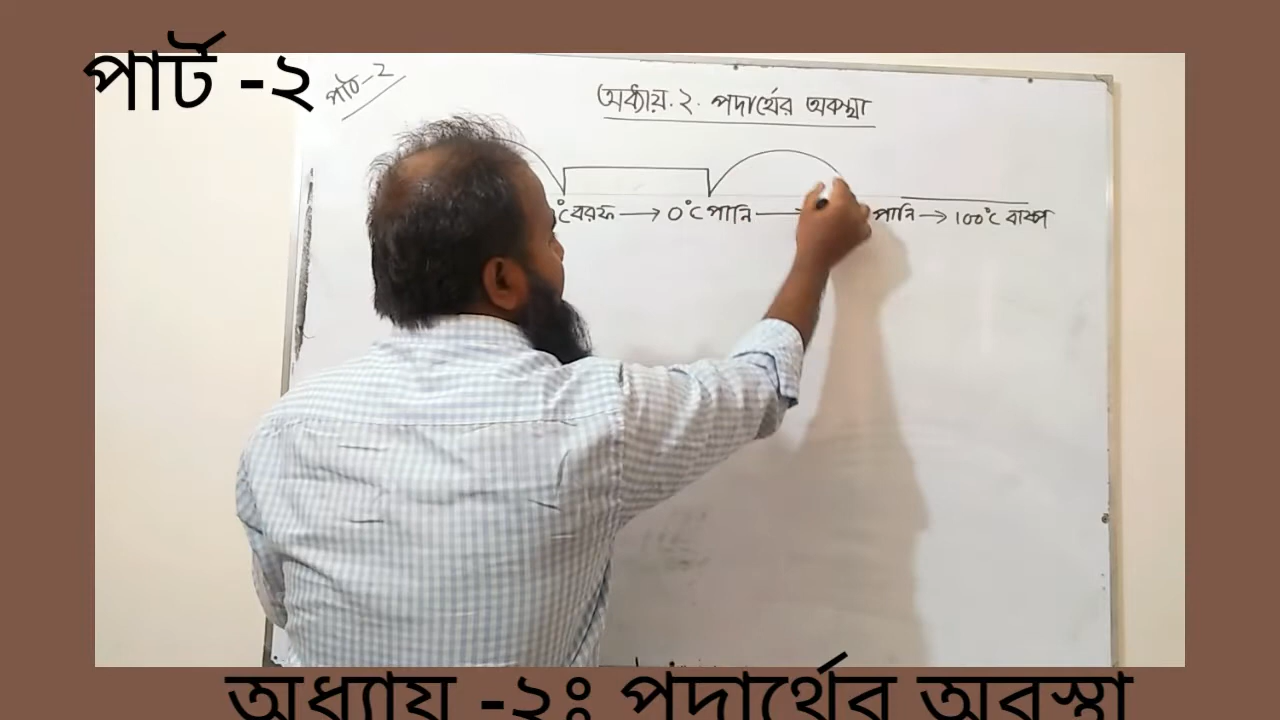 পার্ট -২
পার্ট-২
অধ্যায়.২. পদার্থের অবস্থা
°C বরফ → 0°C পানি → পানি → 100°C বাষ্প
অধ্যায় -২ঃ পদার্থের অবস্থা